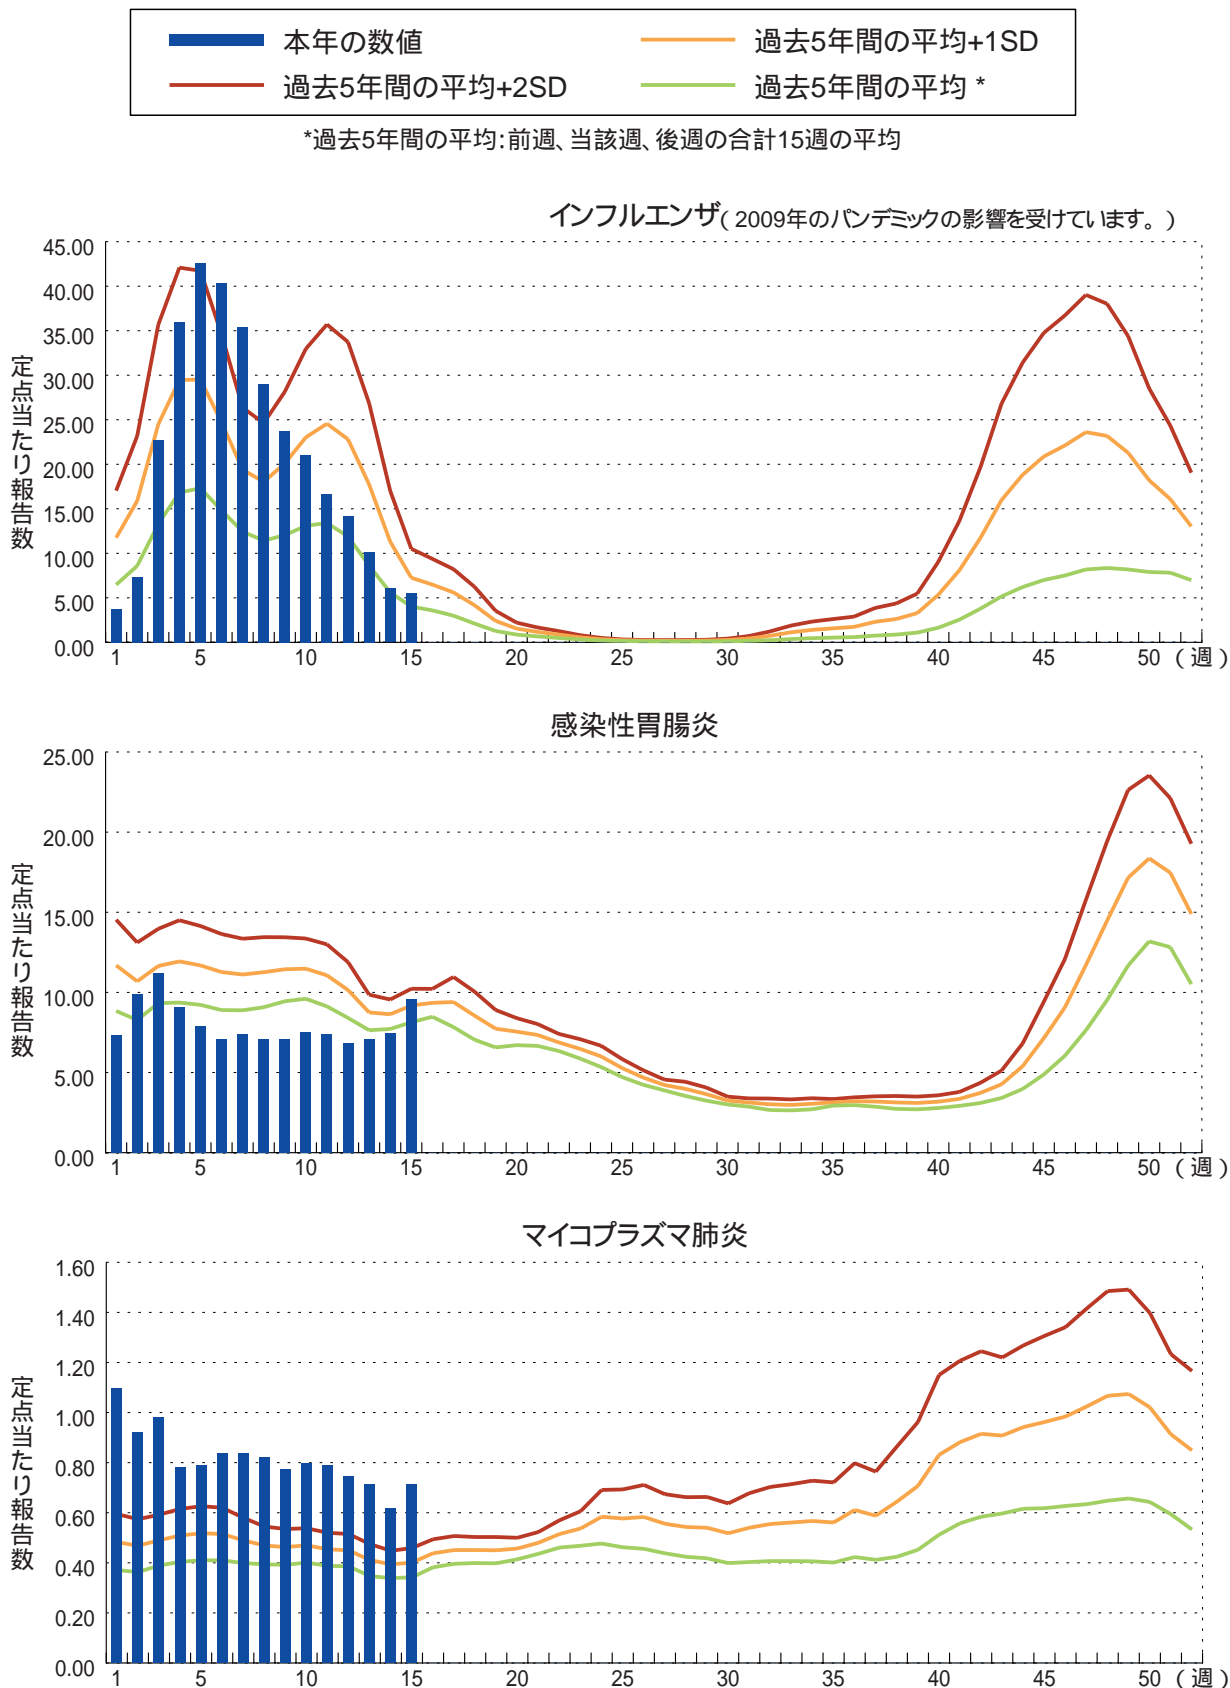 本年の数値
過去5年間の平均+1SD
過去5年間の平均+2SD
過去5年間の平均 *
*過去5年間の平均:前週、当該週、後週の合計15週の平均
インフルエンザ( 2009年のパンデミックの影響を受けています。 )
定点当たり報告数
45.00
40.00
35.00
30.00
25.00
20.00
15.00
10.00
5.00
0.00
1 5 10 15 20 25 30 35 40 45 50 (週)
感染性胃腸炎
定点当たり報告数
25.00
20.00
15.00
10.00
5.00
0.00
1 5 10 15 20 25 30 35 40 45 50 (週)
マイコプラズマ肺炎
定点当たり報告数
1.60
1.40
1.20
1.00
0.80
0.60
0.40
0.20
0.00
1 5 10 15 20 25 30 35 40 45 50 (週)